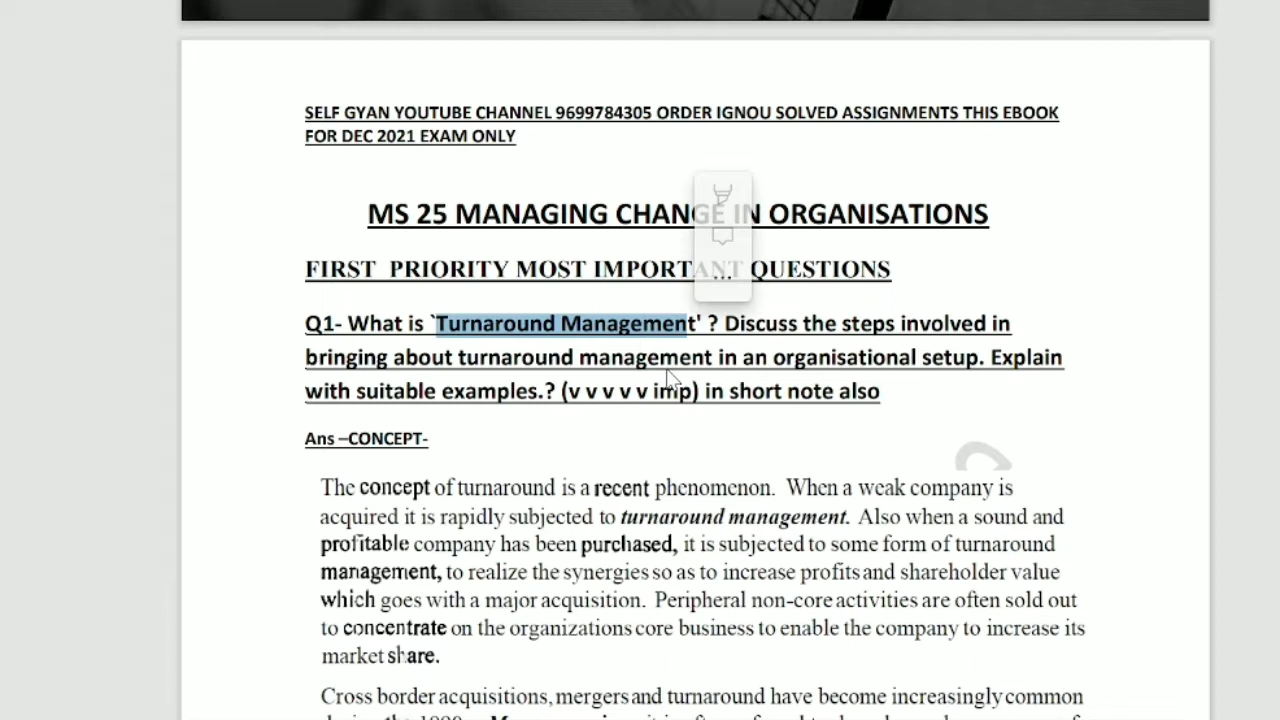 SELF GYAN YOUTUBE CHANNEL 9699784305 ORDER IGNOU SOLVED ASSIGNMENTS THIS EBOOK
FOR DEC 2021 EXAM ONLY
MS 25 MANAGING CHANGE IN ORGANISATIONS
FIRST PRIORITY MOST IMPORTANT QUESTIONS
Q1- What is `Turnaround Management' ? Discuss the steps involved in
bringing about turnaround management in an organisational setup. Explain
with suitable examples.? (v v v v v imp) in short note also
Ans –CONCEPT-
The concept of turnaround is a recent phenomenon. When a weak company is
acquired it is rapidly subjected to turnaround management. Also when a sound and
profitable company has been purchased, it is subjected to some form of turnaround
management, to realize the synergies so as to increase profits and shareholder value
which goes with a major acquisition. Peripheral non-core activities are often sold out
to concentrate on the organizations core business to enable the company to increase its
market share.
Cross border acquisitions, mergers and turnaround have become increasingly common